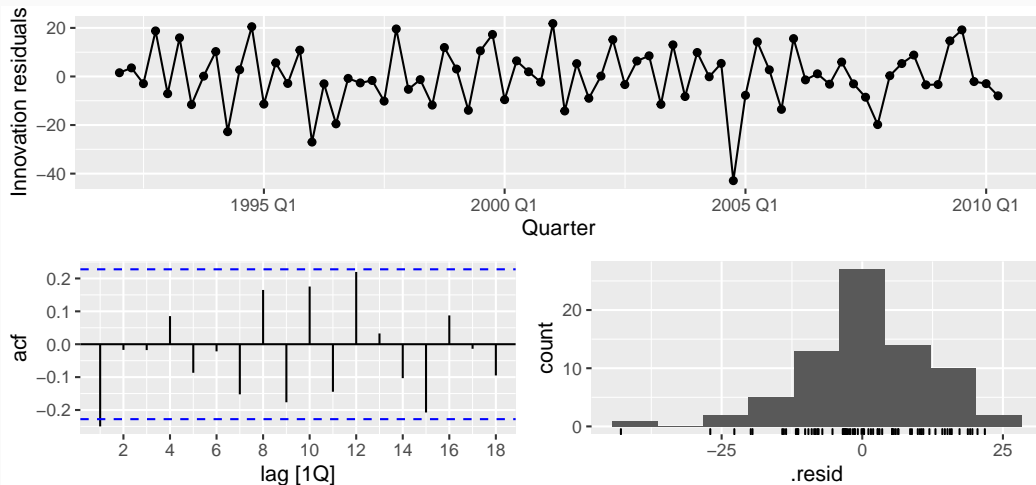 Innovation residuals
20
0
−20
−40
1995 Q1 2000 Q1 2005 Q1 2010 Q1
Quarter
acf
0.2
0.1
0.0
−0.1
−0.2
2 4 6 8 10 12 14 16 18
lag [1Q]
count
20
10
0
−25 0 25
.resid